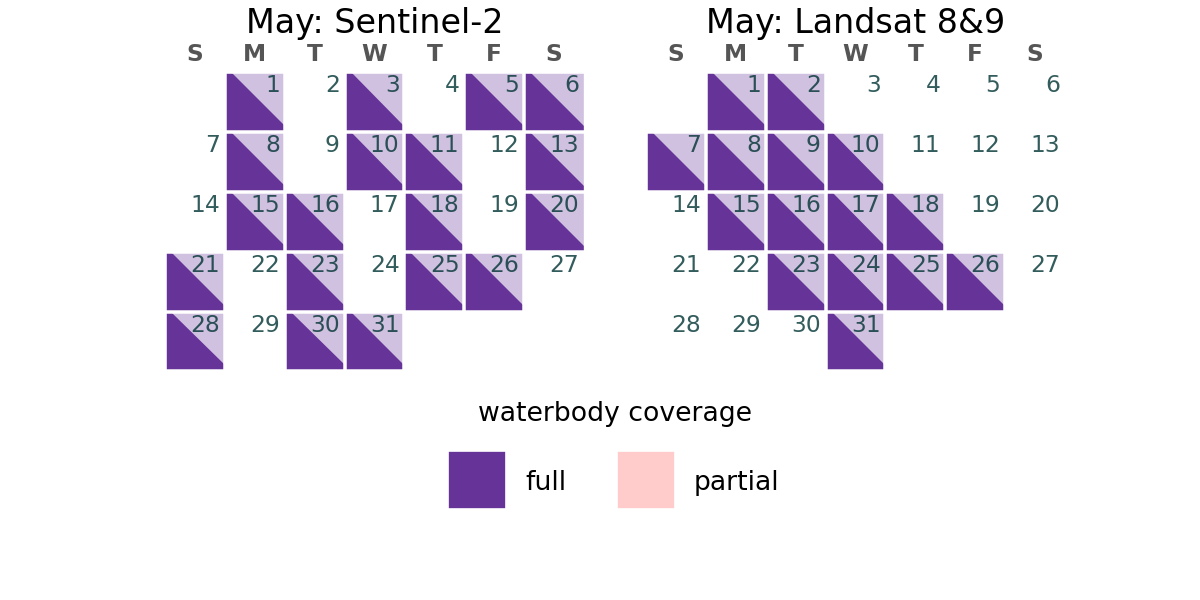 May: Sentinel-2
S M T W T F S
1 2 3 4 5 6
7 8 9 10 11 12 13
14 15 16 17 18 19 20
21 22 23 24 25 26 27
28 29 30 31
May: Landsat 8&9
S M T W T F S
1 2 3 4 5 6
7 8 9 10 11 12 13
14 15 16 17 18 19 20
21 22 23 24 25 26 27
28 29 30 31
waterbody coverage
full partial